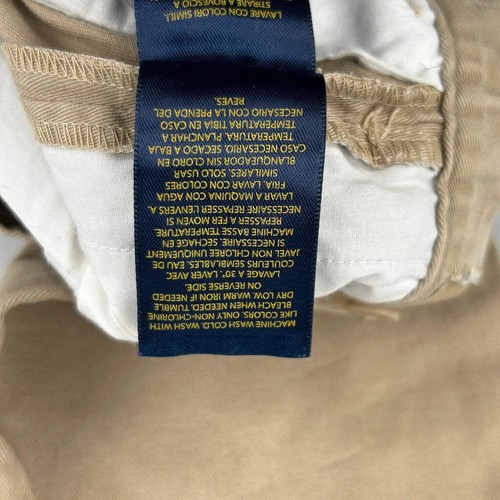 MACHINE WASH COLD. WASH WITH
LIKE COLORS. ONLY NON-CHLORINE
BLEACH WHEN NEEDED. TUMBLE
DRY LOW. WARM IRON IF NEEDED
ON REVERSE SIDE.
LAVAGE A 30°. LAVER AVEC
COULEURS SEMBLABLES. EAU DE
JAVEL JAVEL UNIQUEMENT
SI NECESSAIRE. SECHAGE EN
MACHINE BASSE TEMPERATURE.
REPASSER A FER MOYEN SI
NECESSAIRE REPASSER L'ENVERS.
LAVAR A MAQUINA CON AGUA
FRIA. LAVAR CON COLORES
SIMILARES. SOLO USAR
BLANQUEADOR SIN CLORO EN
CASO NECESARIO. SECADO A BAJA
TEMPERATURA. PLANCHAR A
TEMPERATURA TIBIA EN CASO
NECESARIO CON LA PRENDA DEL
REVES.
LAVARE CON COLORI SIMILI.
STIRARE A ROVESCIO A